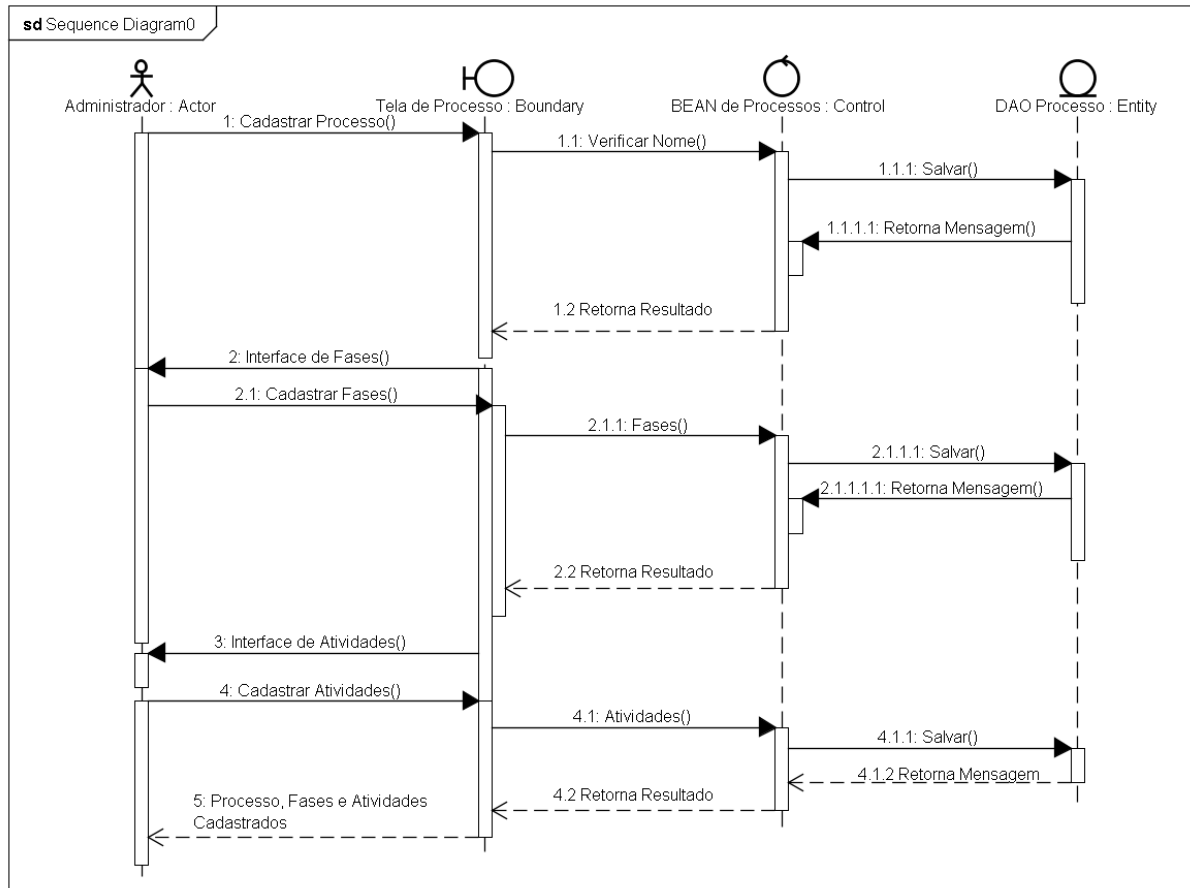 sd Sequence Diagram0
Administrador : Actor
Tela de Processo : Boundary
BEAN de Processos : Control
DAO Processo : Entity
1: Cadastrar Processo()
1.1: Verificar Nome()
1.1.1: Salvar()
1.1.1.1: Retorna Mensagem()
1.2 Retorna Resultado
2: Interface de Fases()
2.1: Cadastrar Fases()
2.1.1: Fases()
2.1.1.1: Salvar()
2.1.1.1.1: Retorna Mensagem()
2.2 Retorna Resultado
3: Interface de Atividades()
4: Cadastrar Atividades()
4.1: Atividades()
4.1.1: Salvar()
4.1.2 Retorna Mensagem
4.2 Retorna Resultado
5: Processo, Fases e Atividades
Cadastrados